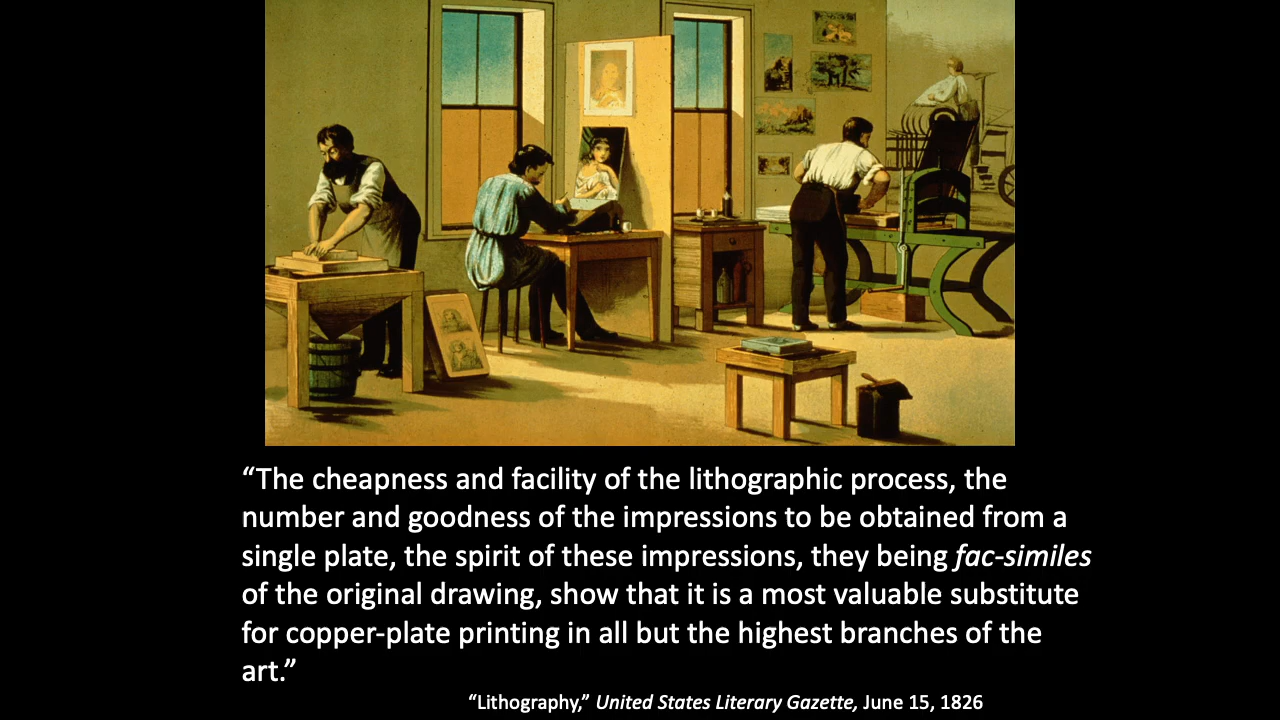 “The cheapness and facility of the lithographic process, the
number and goodness of the impressions to be obtained from a
single plate, the spirit of these impressions, they being fac-similes
of the original drawing, show that it is a most valuable substitute
for copper-plate printing in all but the highest branches of the
art.”
“Lithography,” United States Literary Gazette, June 15, 1826